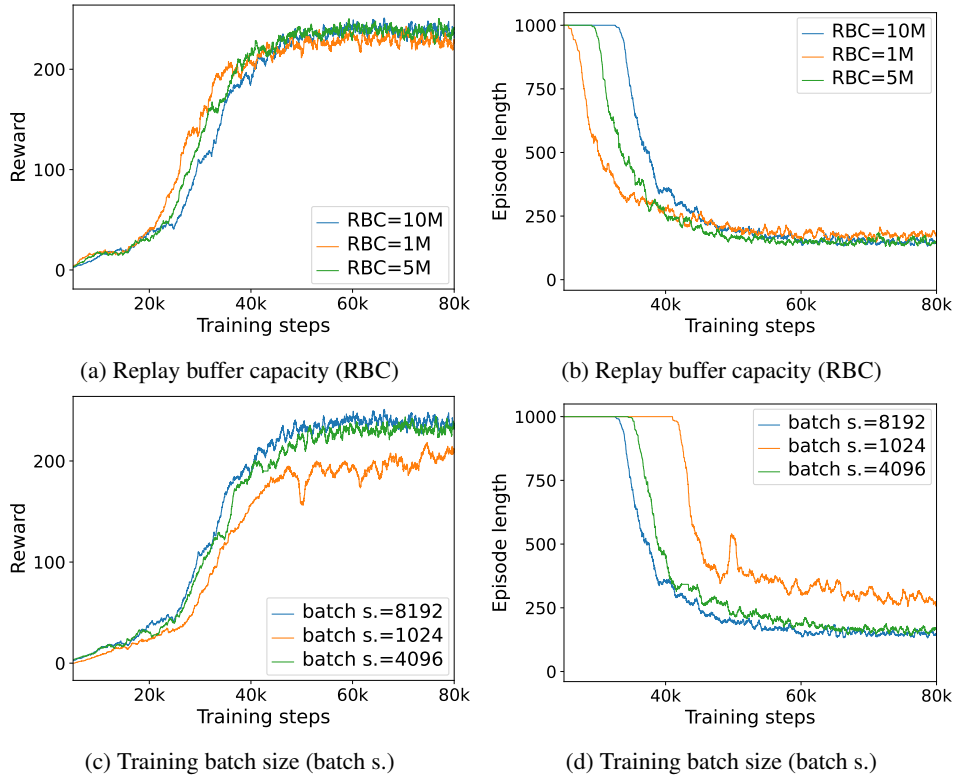 200
100
0
Reward
RBC=10M
RBC=1M
RBC=5M
20k 40k 60k 80k
Training steps
(a) Replay buffer capacity (RBC)
1000
750
500
250
0
Episode length
RBC=10M
RBC=1M
RBC=5M
40k 60k 80k
Training steps
(b) Replay buffer capacity (RBC)
200
100
0
Reward
batch s.=8192
batch s.=1024
batch s.=4096
20k 40k 60k 80k
Training steps
(c) Training batch size (batch s.)
1000
750
500
250
0
Episode length
batch s.=8192
batch s.=1024
batch s.=4096
40k 60k 80k
Training steps
(d) Training batch size (batch s.)